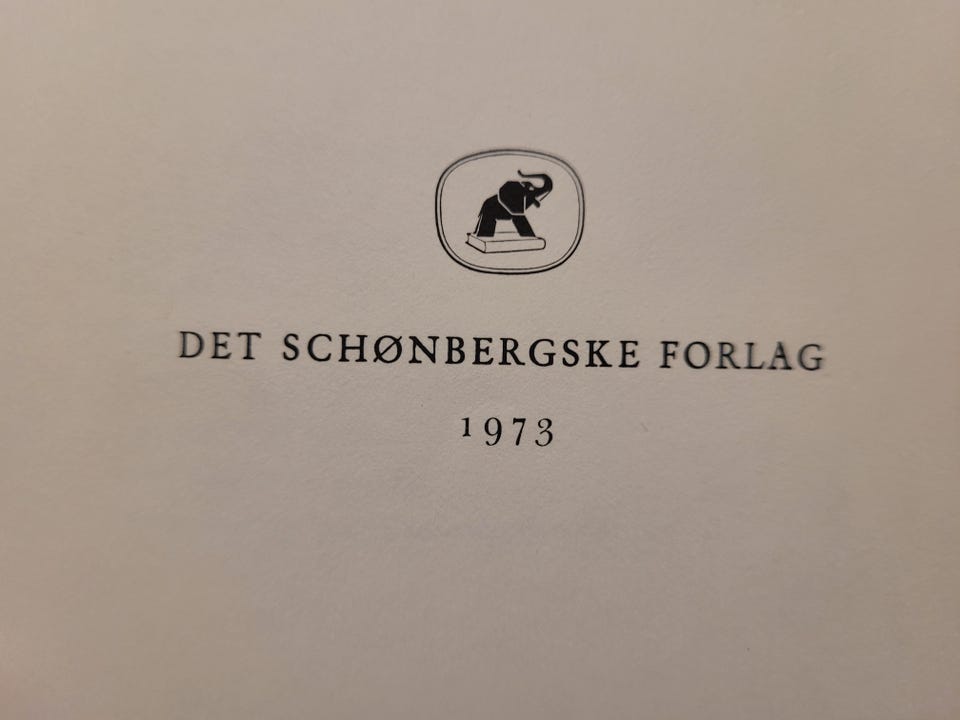 DET SCHØNBERGSKE FORLAG
1973